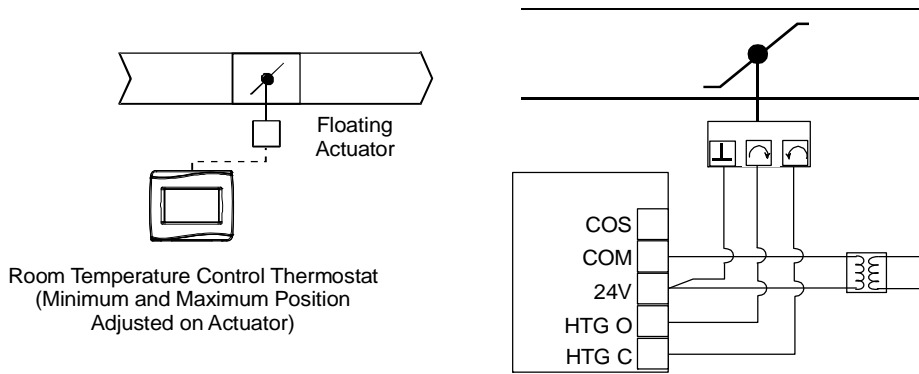 Floating
Actuator
Room Temperature Control Thermostat
(Minimum and Maximum Position
Adjusted on Actuator)
COS
COM
24V
HTG O
HTG C